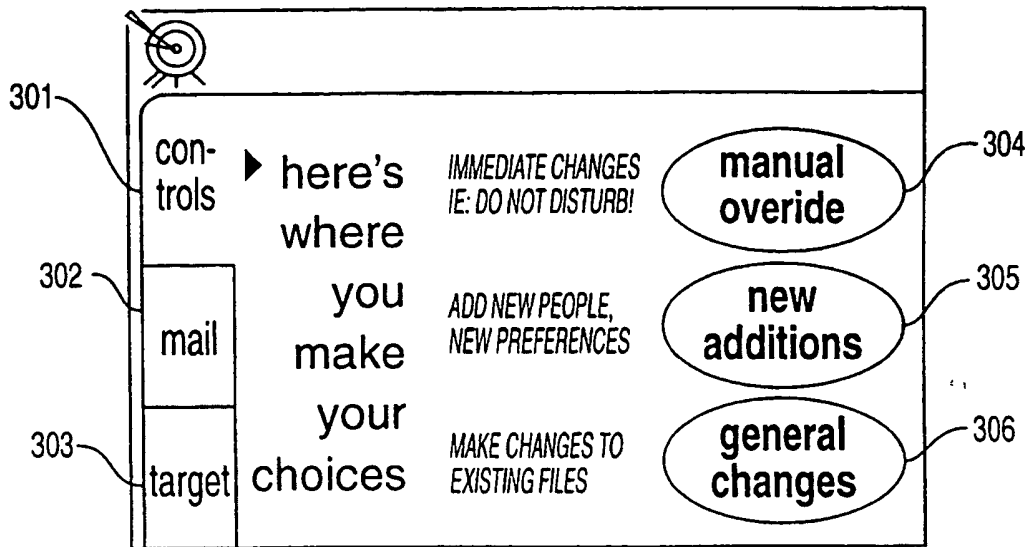 301
con-
trols
302
mail
303
target
here's
where
you
make
your
choices
IMMEDIATE CHANGES
IE: DO NOT DISTURB!
manual
overide
304
ADD NEW PEOPLE,
NEW PREFERENCES
new
additions
305
MAKE CHANGES TO
EXISTING FILES
general
changes
306